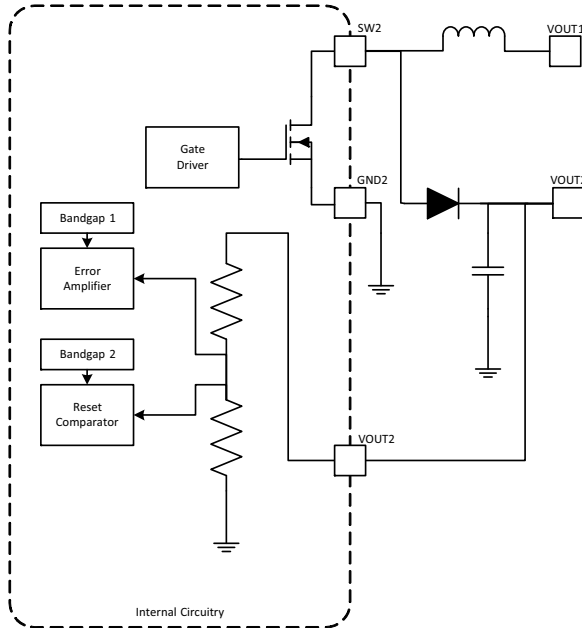 SW2
VOUT1
Gate
Driver
GND2
VOUT2
Bandgap 1
Error
Amplifier
Bandgap 2
Reset
Comparator
VOUT2
Internal Circuitry